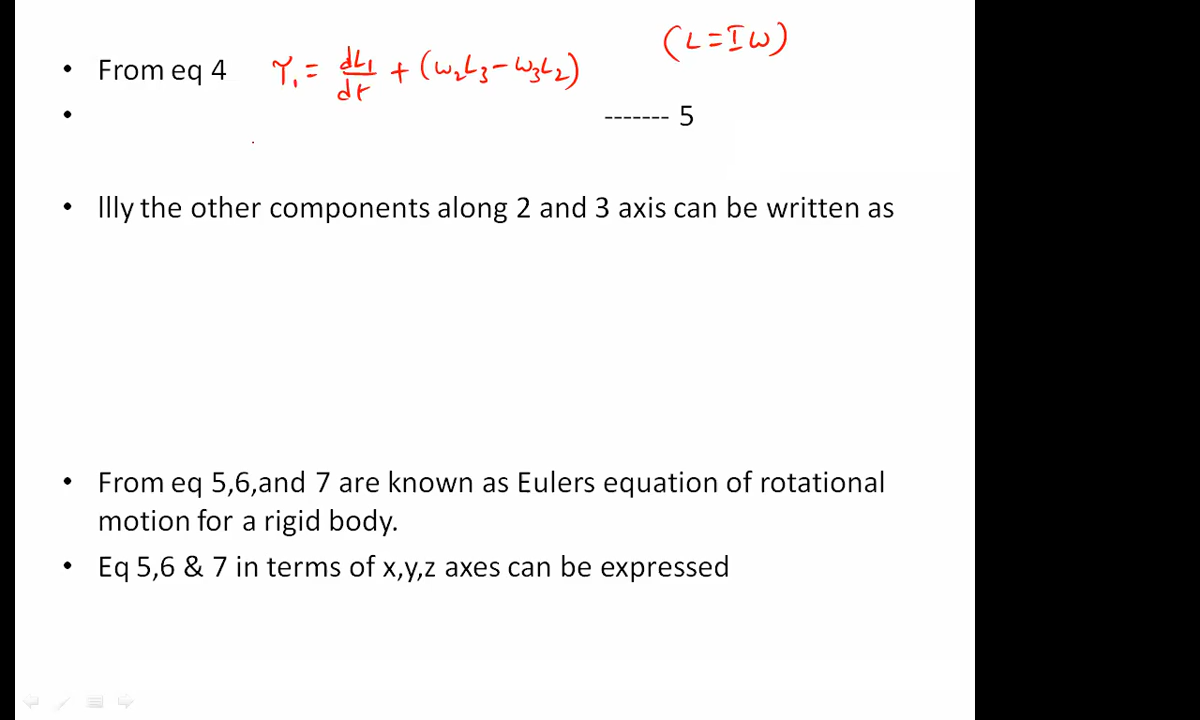 (L = I ω)
• From eq 4 τ₁ = dL₁/dt + (ω₂L₃ − ω₃L₂)
• ------- 5
• lllly the other components along 2 and 3 axis can be written as
• From eq 5,6,and 7 are known as Eulers equation of rotational
motion for a rigid body.
• Eq 5,6 & 7 in terms of x,y,z axes can be expressed